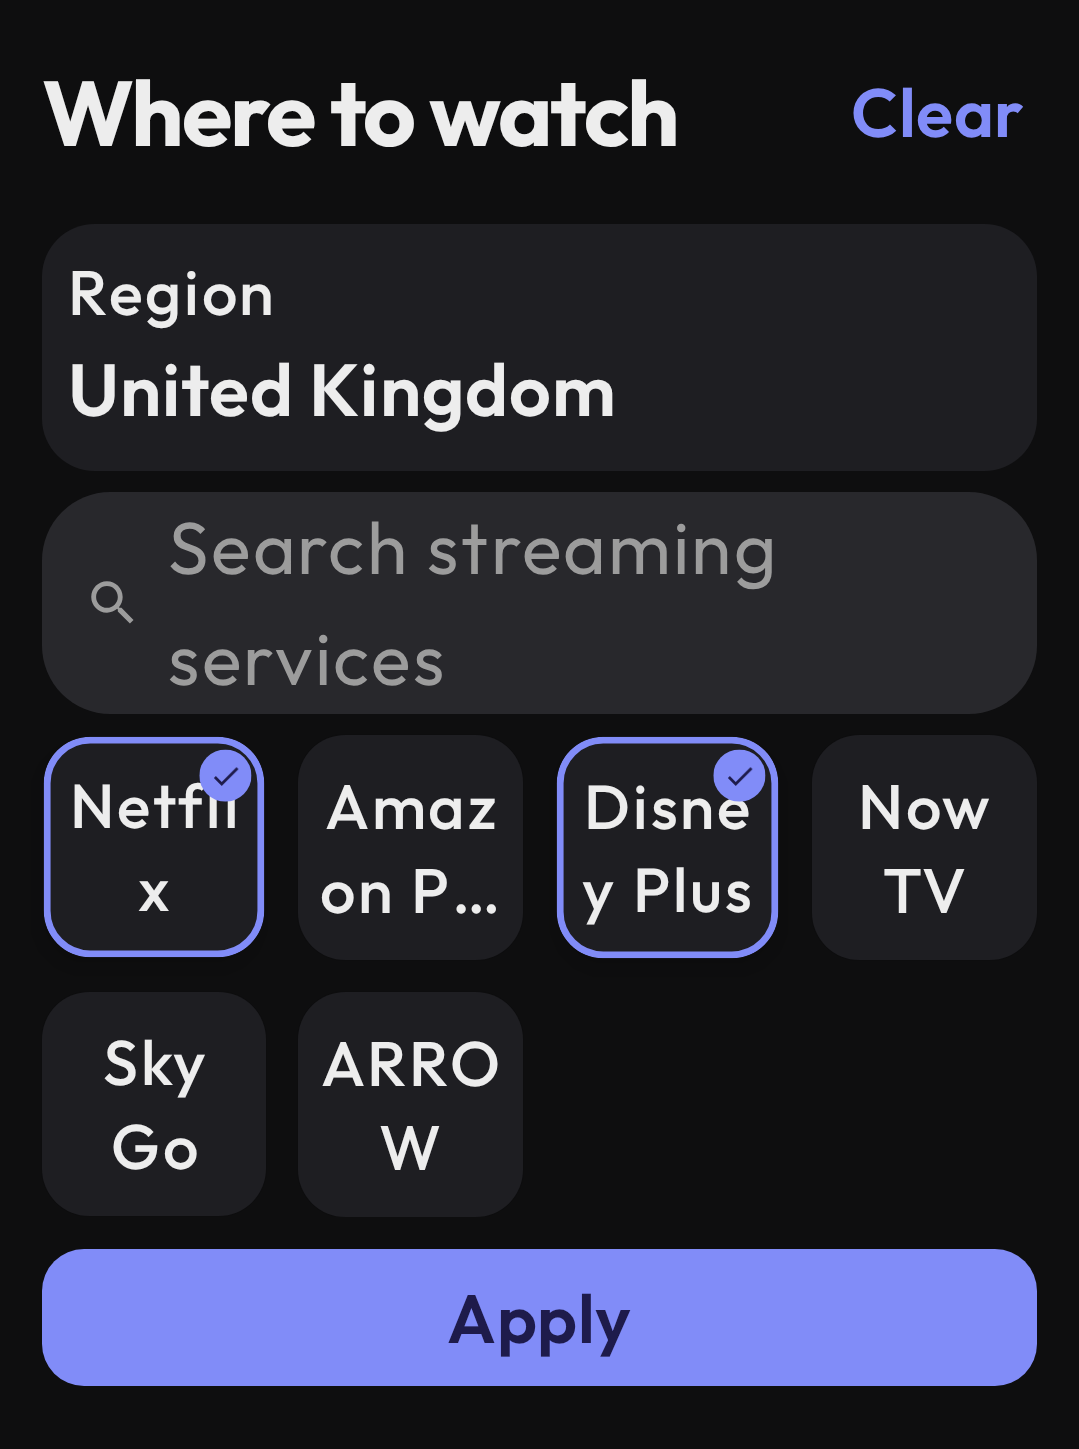 Where to watch
Clear
Region
United Kingdom
Search streaming
services
Netflix
x
Amaz
on P...
Disne
y Plus
Now
TV
Sky
Go
ARRO
W
Apply